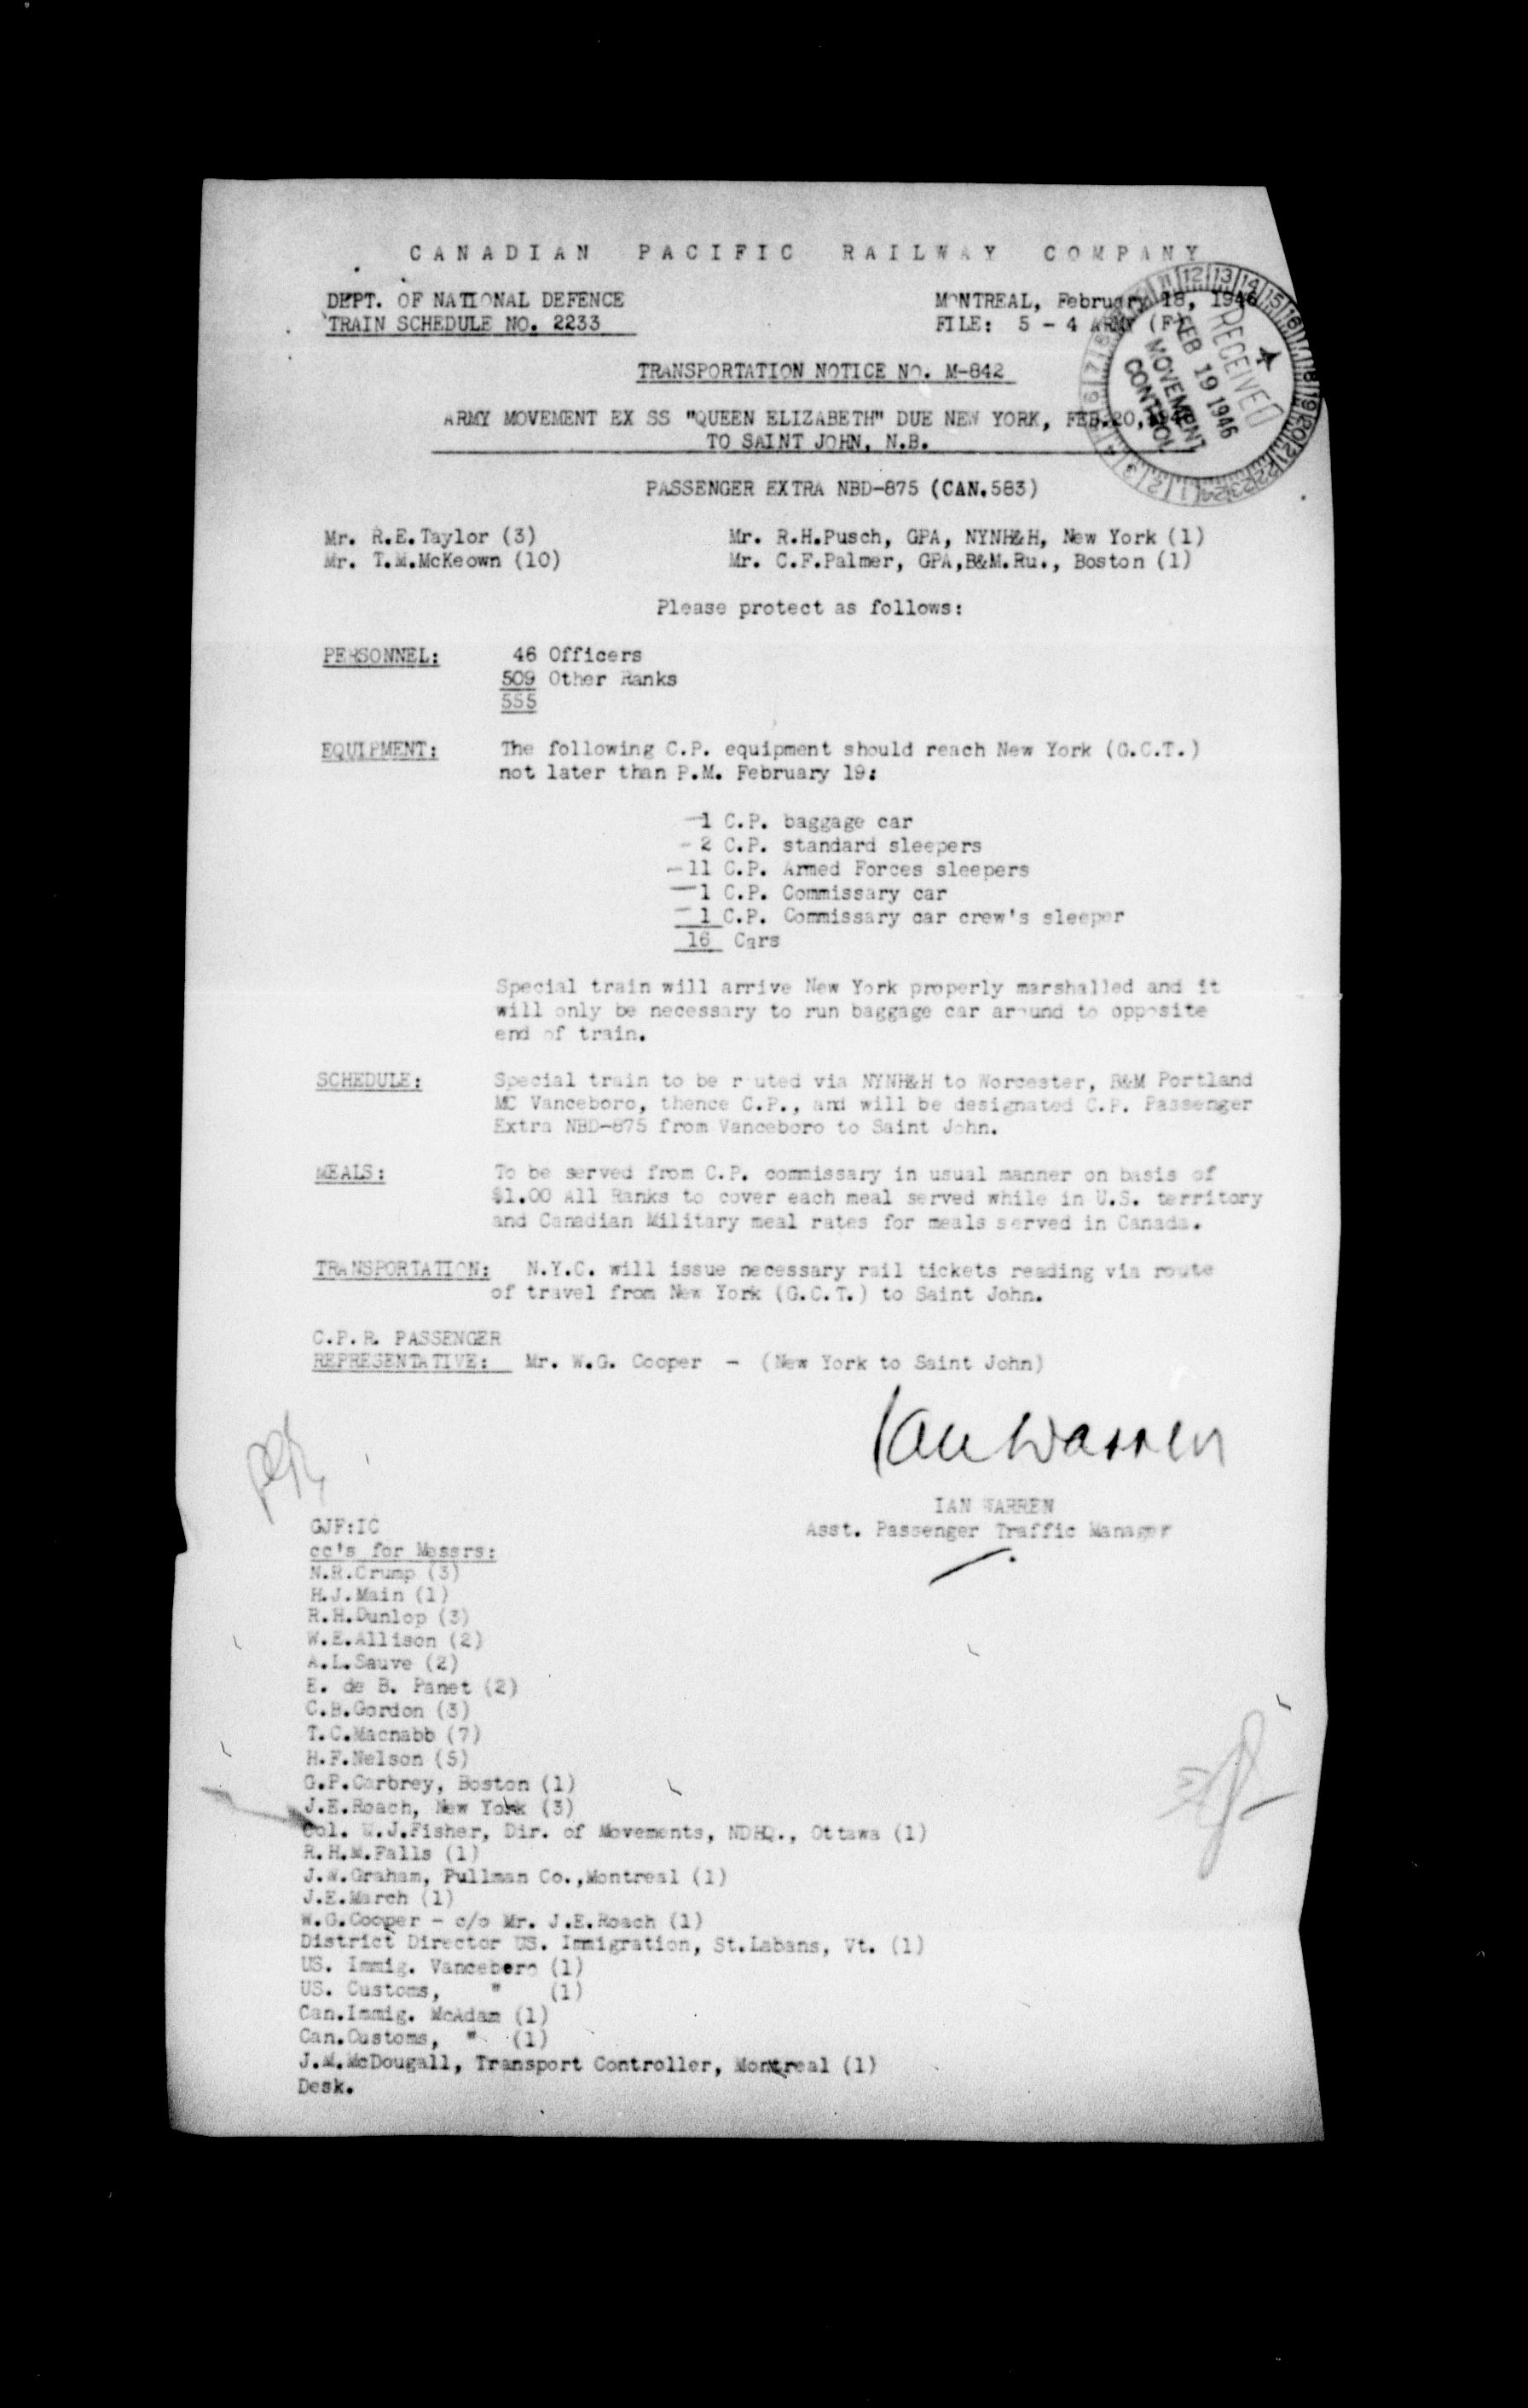 CANADIAN PACIFIC RAILWAY COMPANY
DEPT. OF NATIONAL DEFENCE
TRAIN SCHEDULE NO. 2233
MONTREAL, February 18, 1946
FILE: 5 - 4 ARMY (F)
RECEIVED
FEB 19 1946
MOVEMENT
CONTROL
TRANSPORTATION NOTICE NO. M-842
ARMY MOVEMENT EX SS "QUEEN ELIZABETH" DUE NEW YORK, FEB.20,1946
TO SAINT JOHN, N.B.
PASSENGER EXTRA NBD-875 (CAN.583)
Mr. R.E.Taylor (3)
Mr. T.M.McKeown (10)
Mr. R.H.Pusch, GPA, NYNH&H, New York (1)
Mr. C.F.Palmer, GPA,B&M.Ru., Boston (1)
Please protect as follows:
PERSONNEL: 46 Officers
509 Other Ranks
555
EQUIPMENT: The following C.P. equipment should reach New York (G.C.T.)
not later than P.M. February 19:
1 C.P. baggage car
2 C.P. standard sleepers
11 C.P. Armed Forces sleepers
1 C.P. Commissary car
1 C.P. Commissary car crew's sleeper
16 Cars
Special train will arrive New York properly marshalled and it
will only be necessary to run baggage car around to opposite
end of train.
SCHEDULE: Special train to be routed via NYNH&H to Worcester, B&M Portland
MC Vanceboro, thence C.P., and will be designated C.P. Passenger
Extra NBD-875 from Vanceboro to Saint John.
MEALS: To be served from C.P. commissary in usual manner on basis of
$1.00 All Ranks to cover each meal served while in U.S. territory
and Canadian Military meal rates for meals served in Canada.
TRANSPORTATION: N.Y.C. will issue necessary rail tickets reading via route
of travel from New York (G.C.T.) to Saint John.
C.P.R. PASSENGER
REPRESENTATIVE: Mr. W.G. Cooper - (New York to Saint John)
Ian Warren
IAN WARREN
Asst. Passenger Traffic Manager
GJF:IC
cc's for Messrs:
N.R.Crump (3)
H.J.Main (1)
R.H.Dunlop (3)
W.E.Allison (2)
A.L.Sauve (2)
E. de B. Panet (2)
C.B.Gordon (3)
T.C.Macnabb (7)
H.F.Nelson (5)
G.P.Carbrey, Boston (1)
J.E.Roach, New York (3)
Col. W.J.Fisher, Dir. of Movements, NDHQ., Ottawa (1)
R.H.M.Falls (1)
J.W.Graham, Pullman Co.,Montreal (1)
J.E.March (1)
W.G.Cooper - c/o Mr. J.E.Roach (1)
District Director US. Immigration, St.Labans, Vt. (1)
US. Immig. Vanceboro (1)
US. Customs, " (1)
Can.Immig. McAdam (1)
Can.Customs, " (1)
J.M.McDougall, Transport Controller, Montreal (1)
Desk.